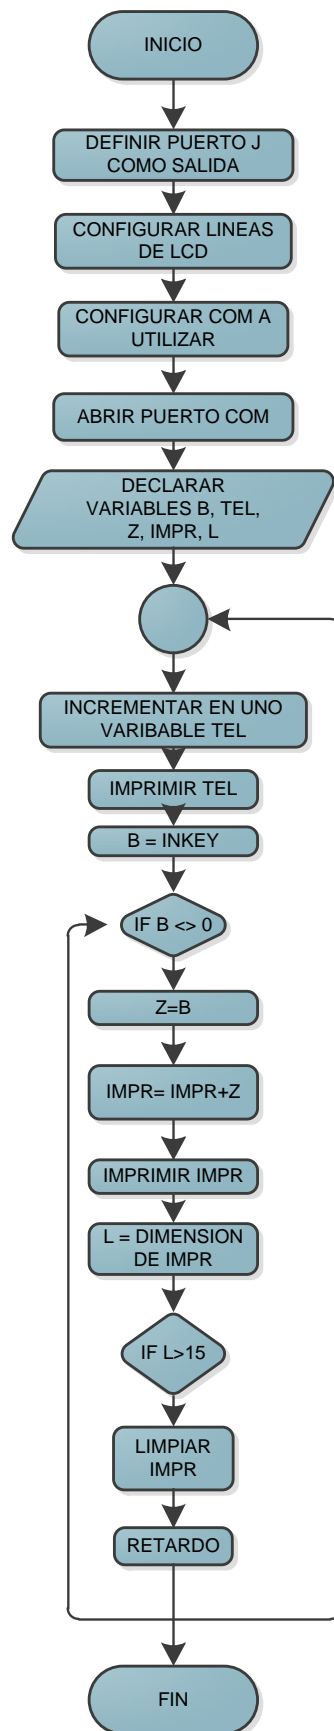 INICIO
DEFINIR PUERTO J
COMO SALIDA
CONFIGURAR LINEAS
DE LCD
CONFIGURAR COM A
UTILIZAR
ABRIR PUERTO COM
DECLARAR
VARIABLES B, TEL,
Z, IMPR, L
INCREMENTAR EN UNO
VARIBABLE TEL
IMPRIMIR TEL
B = INKEY
IF B <> 0
Z=B
IMPR= IMPR+Z
IMPRIMIR IMPR
L = DIMENSION
DE IMPR
IF L>15
LIMPIAR
IMPR
RETARDO
FIN